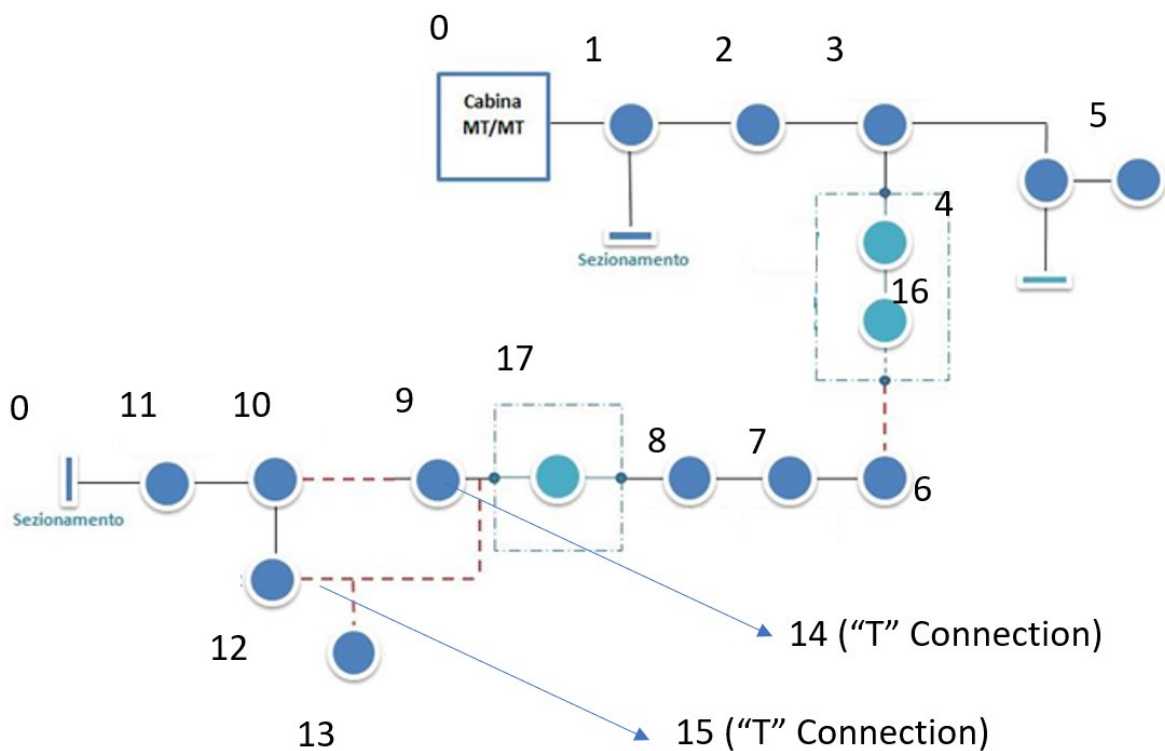 0
1
2
3
Cabina
MT/MT
5
4
Sezionamento
16
17
0
11
10
9
8
7
6
Sezionamento
14 (“T” Connection)
12
13
15 (“T” Connection)